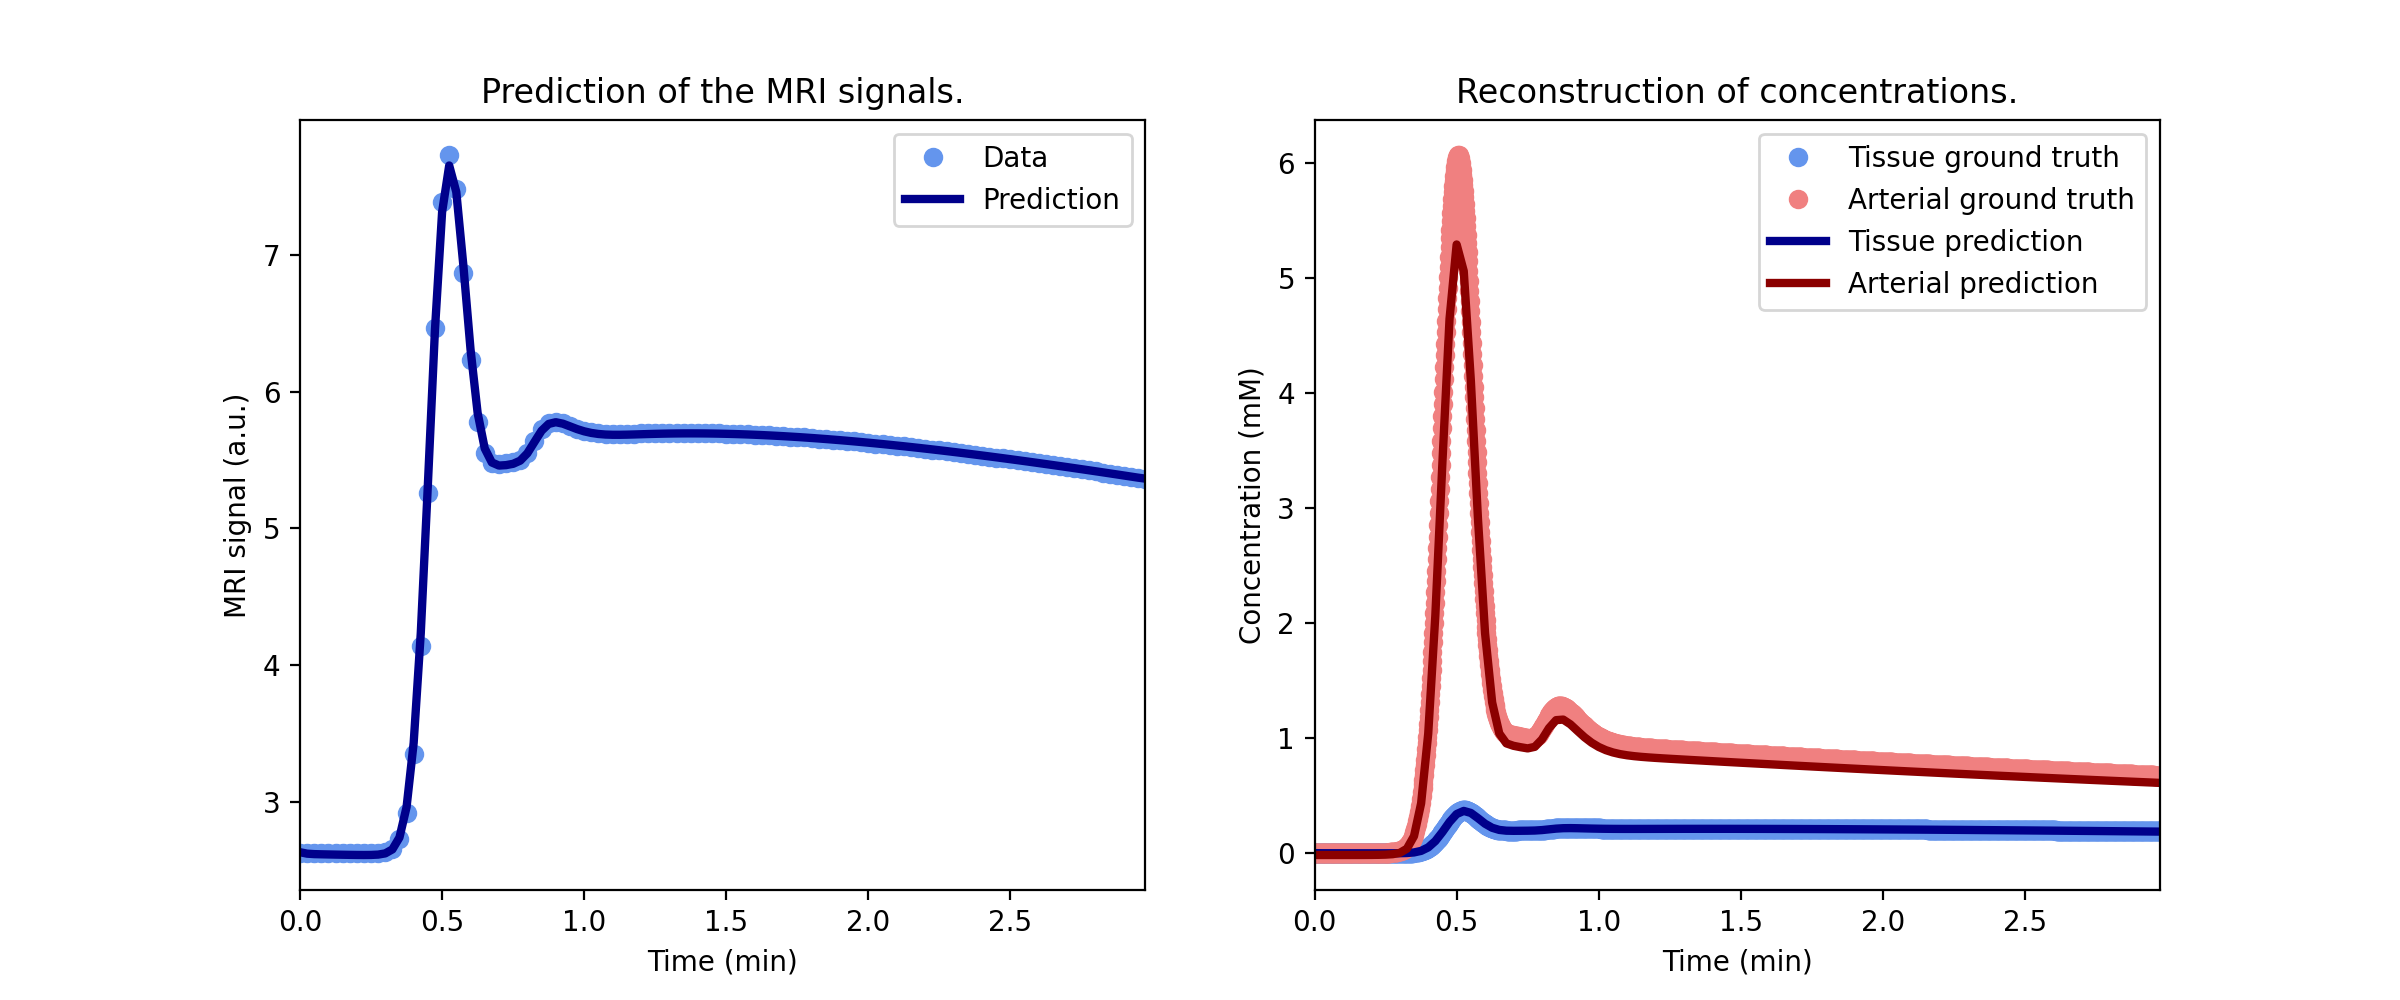 Prediction of the MRI signals.
MRI signal (a.u.)
7
6
5
4
3
Data
Prediction
0.0 0.5 1.0 1.5 2.0 2.5
Time (min)
Reconstruction of concentrations.
Concentration (mM)
6
5
4
3
2
1
0
Tissue ground truth
Arterial ground truth
Tissue prediction
Arterial prediction
0.0 0.5 1.0 1.5 2.0 2.5
Time (min)